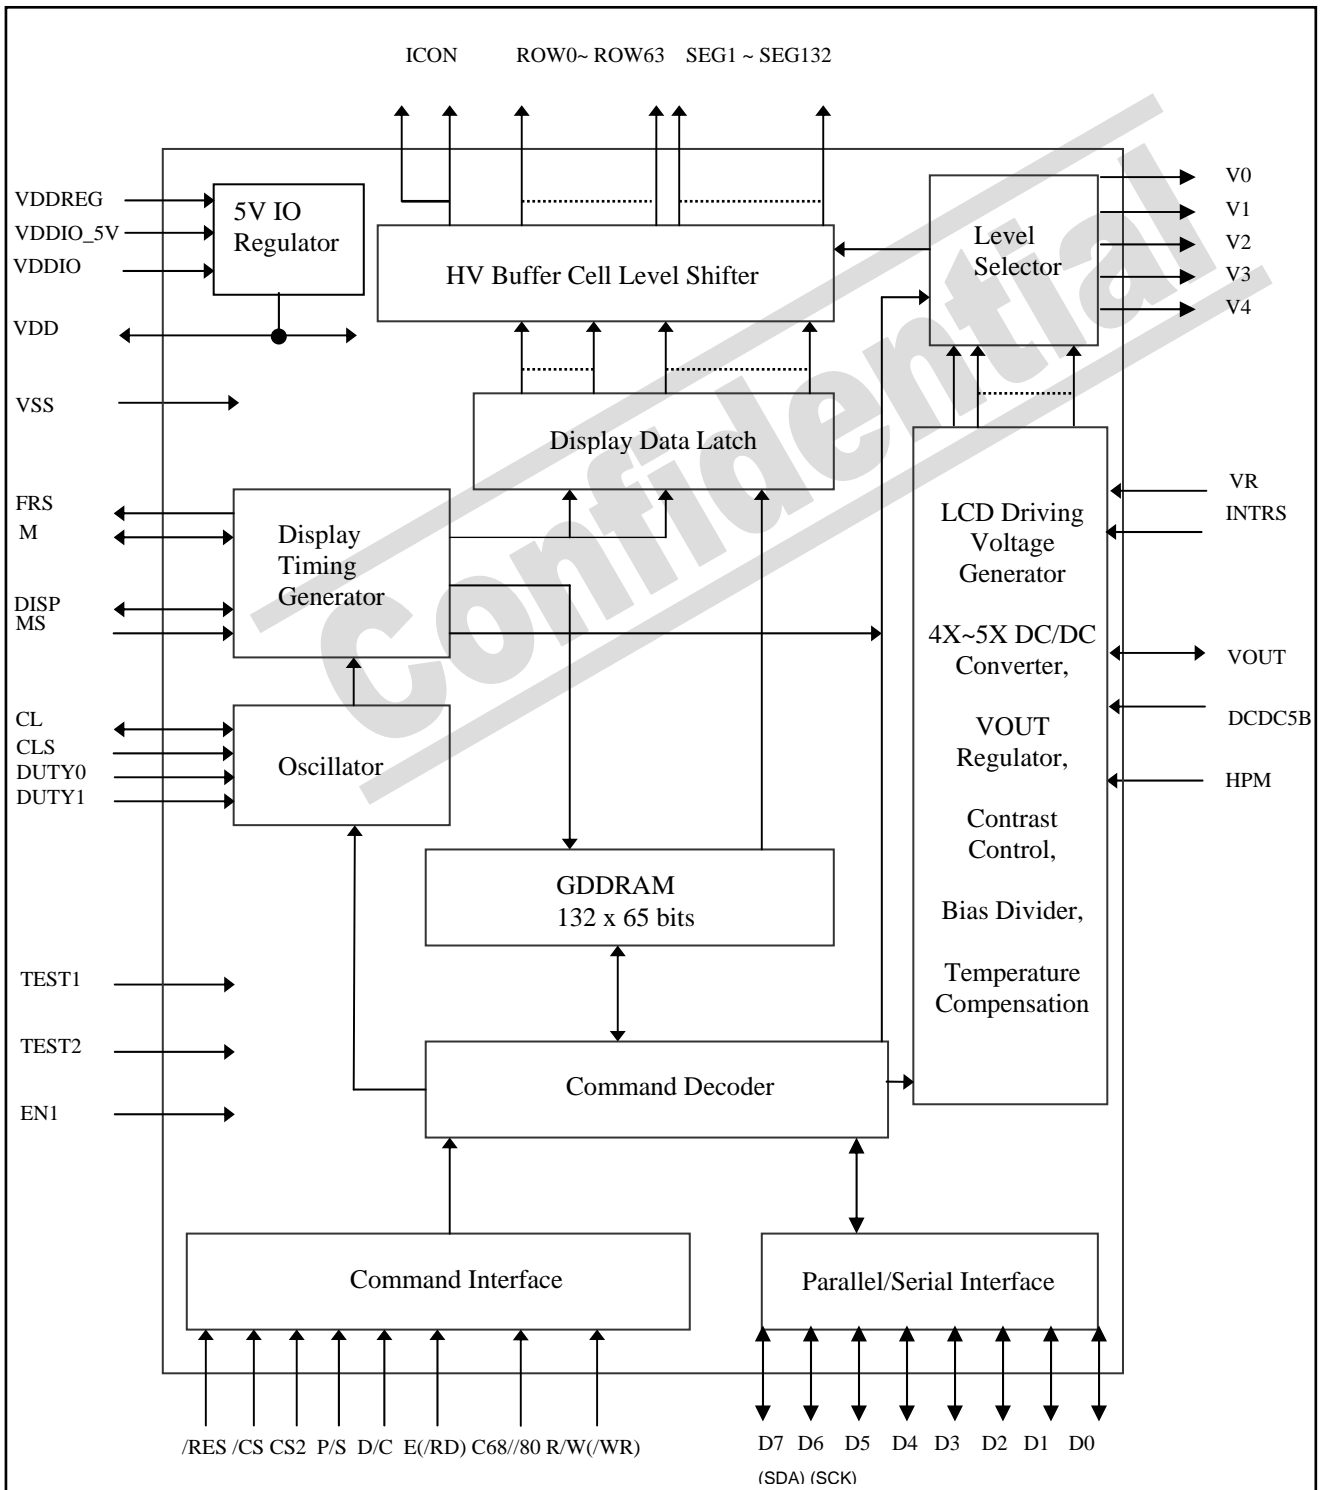 ICON ROW0~ ROW63 SEG1 ~ SEG132
VDDREG
VDDIO_5V
VDDIO
VDD
VSS
5V IO
Regulator
HV Buffer Cell Level Shifter
Level
Selector
V0
V1
V2
V3
V4
Display Data Latch
FRS
M
DISP
MS
Display
Timing
Generator
CL
CLS
DUTY0
DUTY1
Oscillator
LCD Driving
Voltage
Generator
4X~5X DC/DC
Converter,
VOUT
Regulator,
Contrast
Control,
Bias Divider,
Temperature
Compensation
VR
INTRS
VOUT
DCDC5B
HPM
GDDRAM
132 x 65 bits
TEST1
TEST2
EN1
Command Decoder
Command Interface
Parallel/Serial Interface
/RES /CS CS2 P/S D/C E(/RD) C68//80 R/W(/WR)
D7 D6 D5 D4 D3 D2 D1 D0
(SDA) (SCK)
Confidential